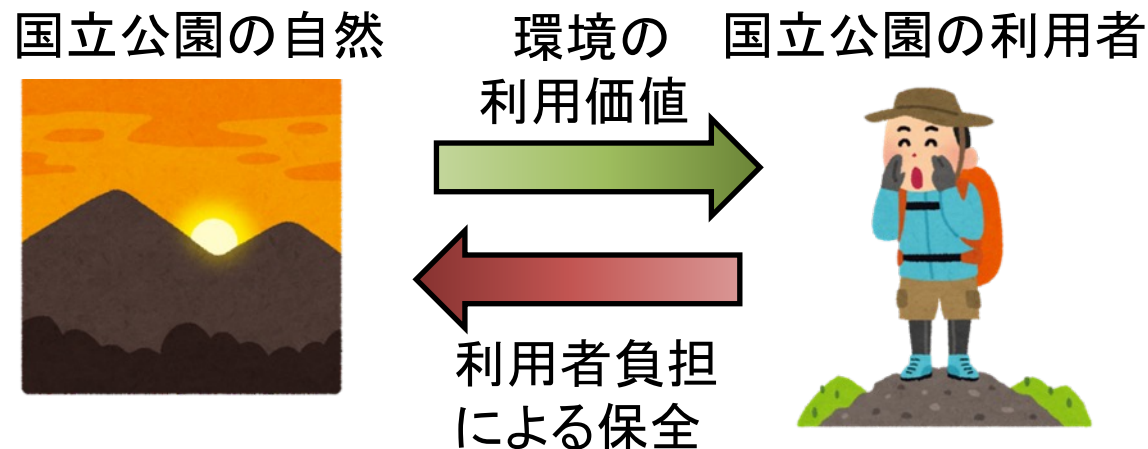 国立公園の自然
環境の
利用価値
国立公園の利用者
利用者負担
による保全